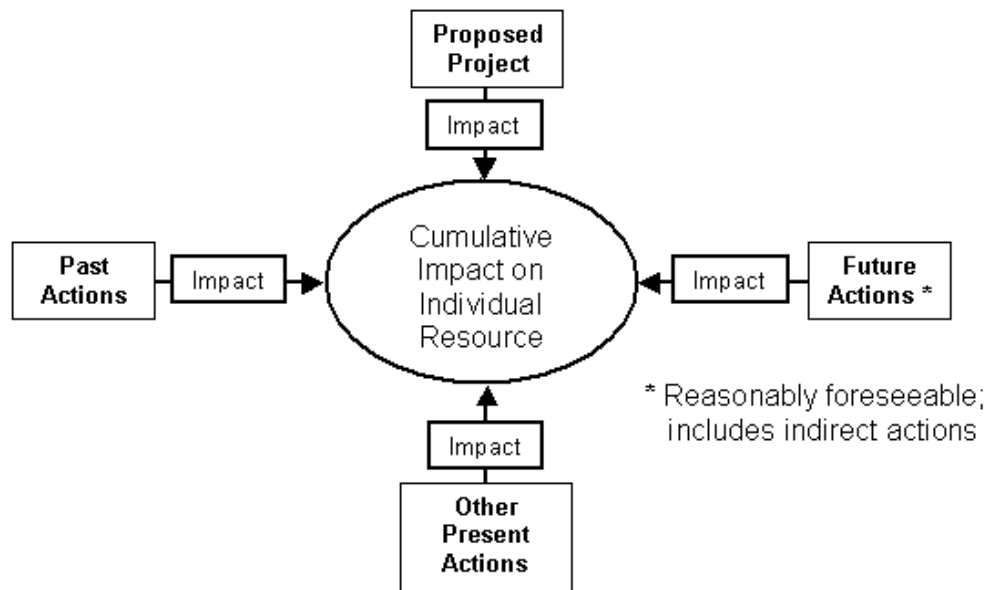 Proposed
Project
Impact
Cumulative
Impact on
Individual
Resource
Past
Actions
Impact
Impact
Future
Actions *
* Reasonably foreseeable;
includes indirect actions
Impact
Other
Present
Actions